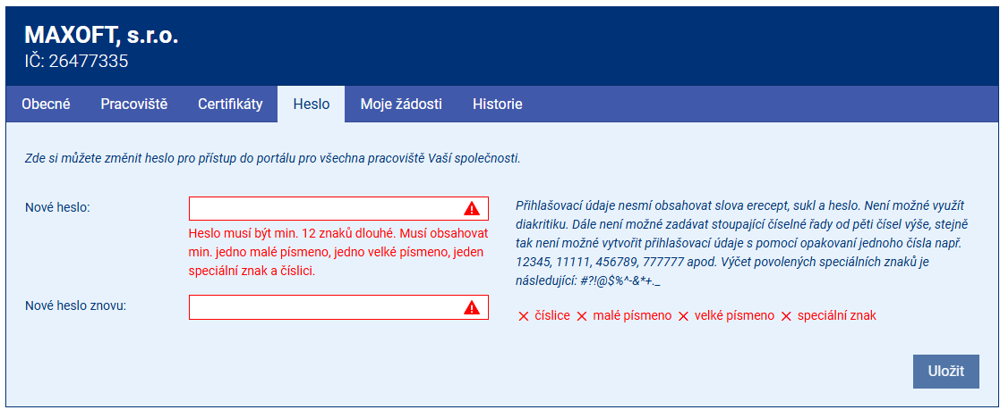 MAXOFT, s.r.o.
IČ: 26477335
Obecné Pracoviště Certifikáty Heslo Moje žádosti Historie
Zde si můžete změnit heslo pro přístup do portálu pro všechna pracoviště Vaší společnosti.
Nové heslo:
Heslo musí být min. 12 znaků dlouhé. Musí obsahovat
min. jedno malé písmeno, jedno velké písmeno, jeden
speciální znak a číslici.
Nové heslo znovu:
Přihlašovací údaje nesmí obsahovat slova erecept, sukl a heslo. Není možné využít
diakritiku. Dále není možné zadávat stoupající číselné řady od pěti čísel výše, stejně
tak není možné vytvořit přihlašovací údaje s pomocí opakovaní jednoho čísla např.
12345, 11111, 456789, 777777 apod. Výčet povolených speciálních znaků je
následující: #?!@$%^-&*+._
číslice malé písmeno velké písmeno speciální znak
Uložit